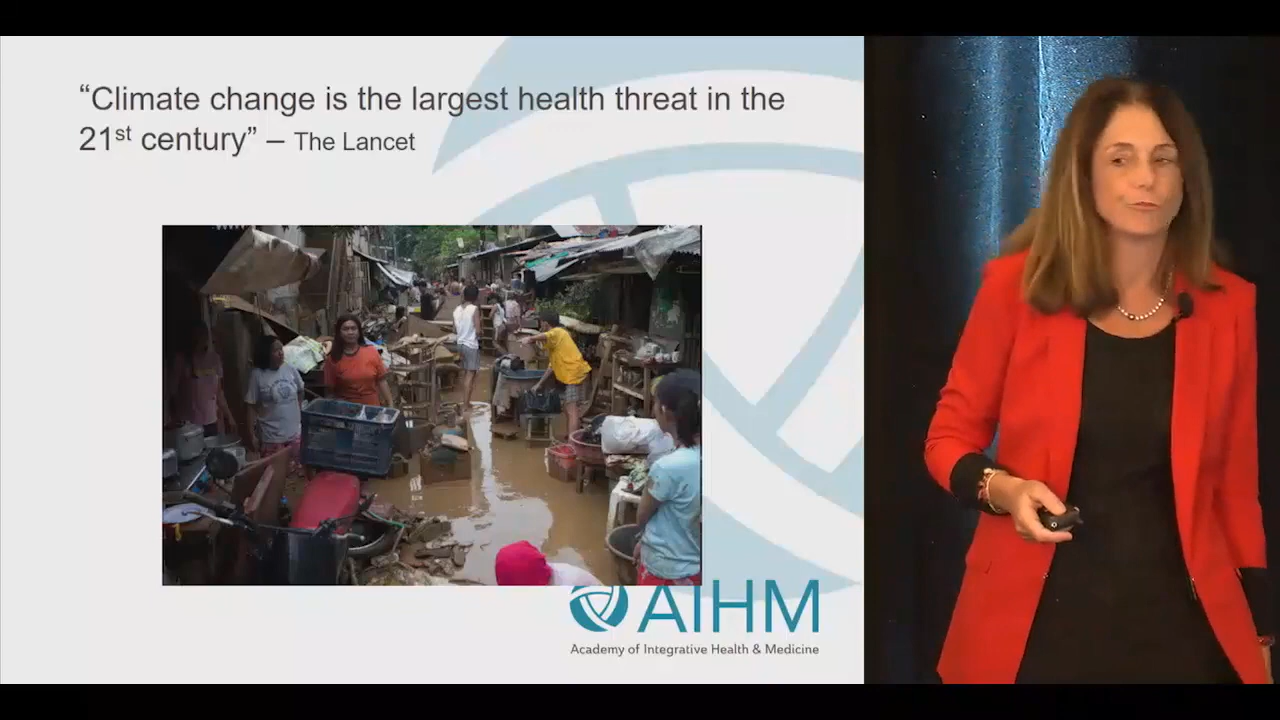 “Climate change is the largest health threat in the
21st century” – The Lancet
AIHM
Academy of Integrative Health & Medicine